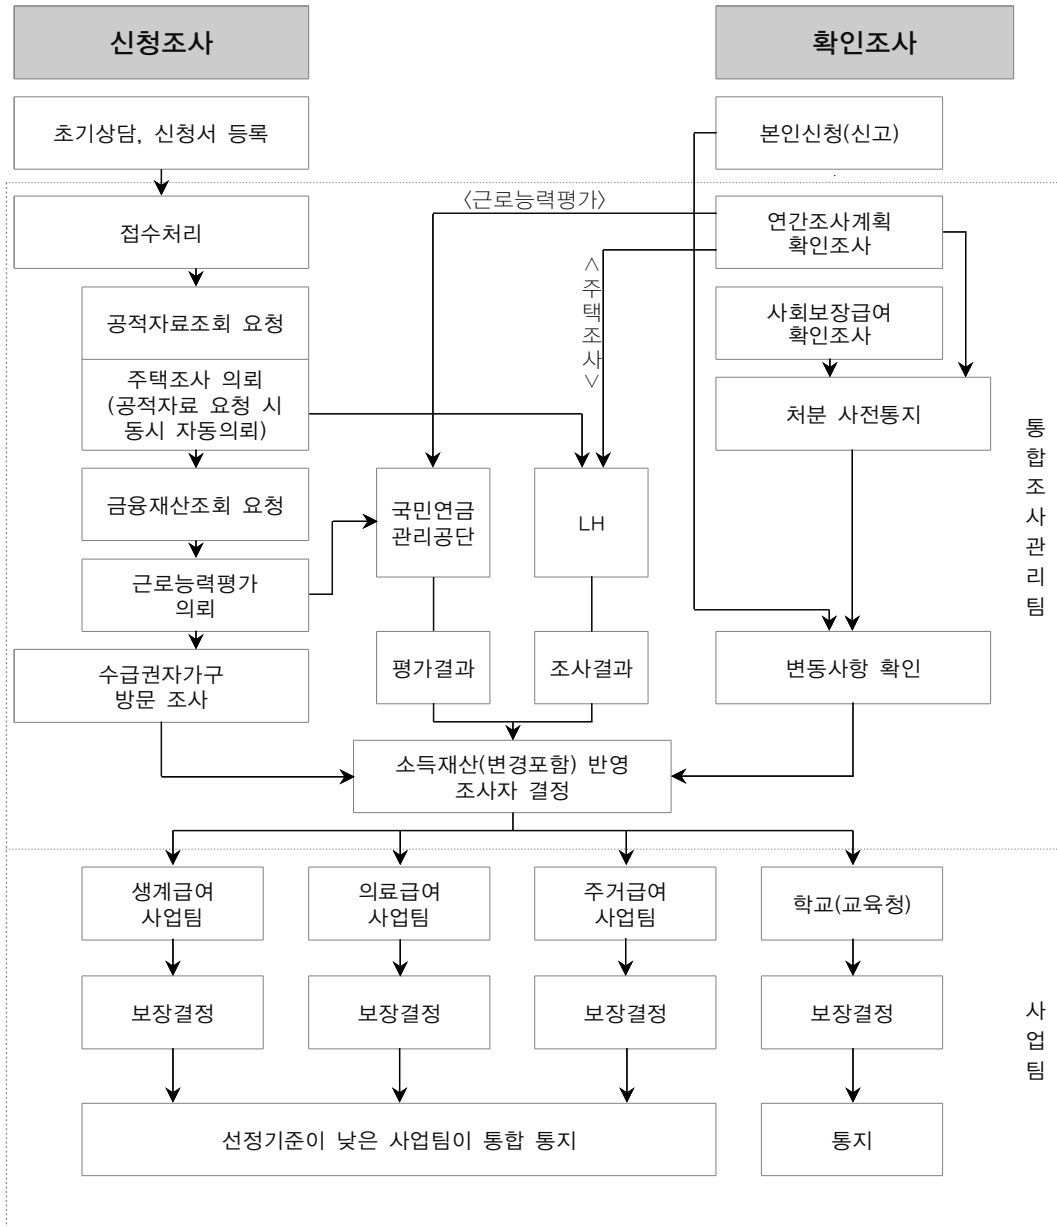 신청조사
확인조사
초기상담, 신청서 등록
본인신청(신고)
〈근로능력평가〉
접수처리
연간조사계획
확인조사
〈주택조사〉
공적자료조회 요청
사회보장급여
확인조사
주택조사 의뢰
(공적자료 요청 시
동시 자동의뢰)
처분 사전통지
통합조사관리팀
금융재산조회 요청
국민연금
관리공단
LH
근로능력평가
의뢰
수급권자가구
방문 조사
평가결과
조사결과
변동사항 확인
소득재산(변경포함) 반영
조사자 결정
생계급여
사업팀
의료급여
사업팀
주거급여
사업팀
학교(교육청)
보장결정
보장결정
보장결정
보장결정
사업팀
선정기준이 낮은 사업팀이 통합 통지
통지